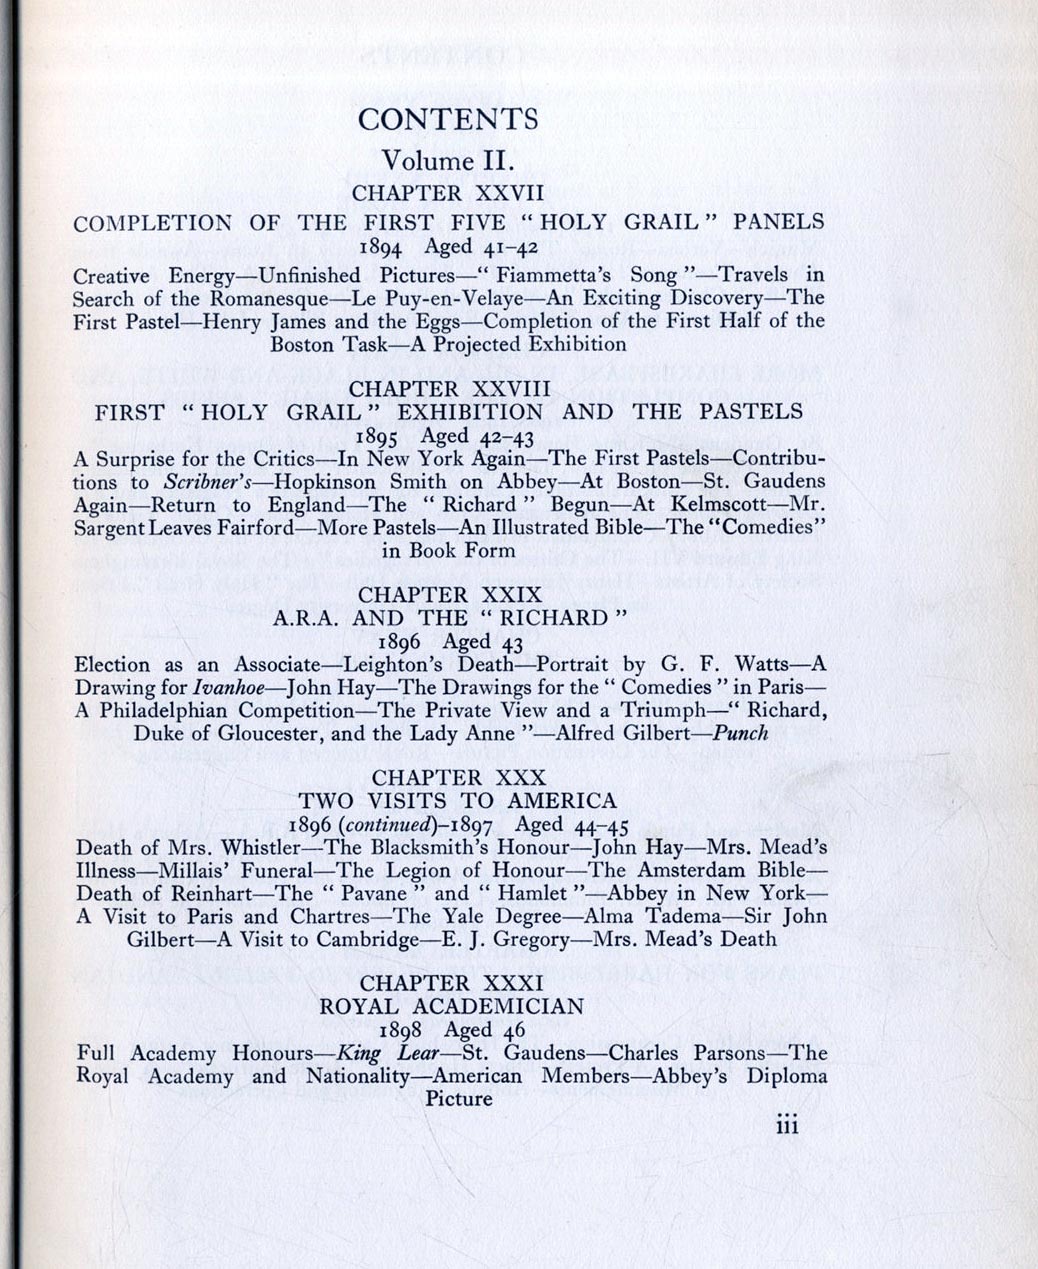 CONTENTS
Volume II.
CHAPTER XXVII
COMPLETION OF THE FIRST FIVE “ HOLY GRAIL ” PANELS
1894 Aged 41–42
Creative Energy—Unfinished Pictures—“ Fiammetta’s Song ”—Travels in
Search of the Romanesque—Le Puy-en-Velaye—An Exciting Discovery—The
First Pastel—Henry James and the Eggs—Completion of the First Half of the
Boston Task—A Projected Exhibition
CHAPTER XXVIII
FIRST “ HOLY GRAIL ” EXHIBITION AND THE PASTELS
1895 Aged 42–43
A Surprise for the Critics—In New York Again—The First Pastels—Contribu-
tions to Scribner’s—Hopkinson Smith on Abbey—At Boston—St. Gaudens
Again—Return to England—The “ Richard ” Begun—At Kelmscott—Mr.
Sargent Leaves Fairford—More Pastels—An Illustrated Bible—The “Comedies”
in Book Form
CHAPTER XXIX
A.R.A. AND THE “ RICHARD ”
1896 Aged 43
Election as an Associate—Leighton’s Death—Portrait by G. F. Watts—A
Drawing for Ivanhoe—John Hay—The Drawings for the “ Comedies ” in Paris—
A Philadelphian Competition—The Private View and a Triumph—“ Richard,
Duke of Gloucester, and the Lady Anne ”—Alfred Gilbert—Punch
CHAPTER XXX
TWO VISITS TO AMERICA
1896 (continued)–1897 Aged 44–45
Death of Mrs. Whistler—The Blacksmith’s Honour—John Hay—Mrs. Mead’s
Illness—Millais’ Funeral—The Legion of Honour—The Amsterdam Bible—
Death of Reinhart—The “ Pavane ” and “ Hamlet ”—Abbey in New York—
A Visit to Paris and Chartres—The Yale Degree—Alma Tadema—Sir John
Gilbert—A Visit to Cambridge—E. J. Gregory—Mrs. Mead’s Death
CHAPTER XXXI
ROYAL ACADEMICIAN
1898 Aged 46
Full Academy Honours—King Lear—St. Gaudens—Charles Parsons—The
Royal Academy and Nationality—American Members—Abbey’s Diploma
Picture
iii